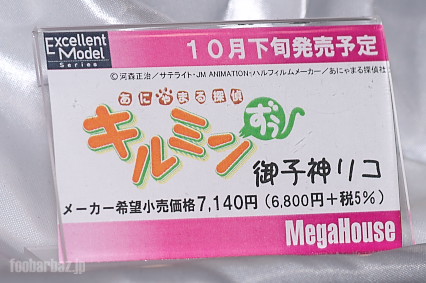 Excellent
Model
Series
10月下旬発売予定
©河森正治/サテライト・JM ANIMATION・ハルフィルムメーカー/あにゃまる探偵社
あにゃまる探偵
キルミンずぅ
御子神リコ
メーカー希望小売価格7,140円(6,800円+税5%)
MegaHouse
foobarbaz.jp